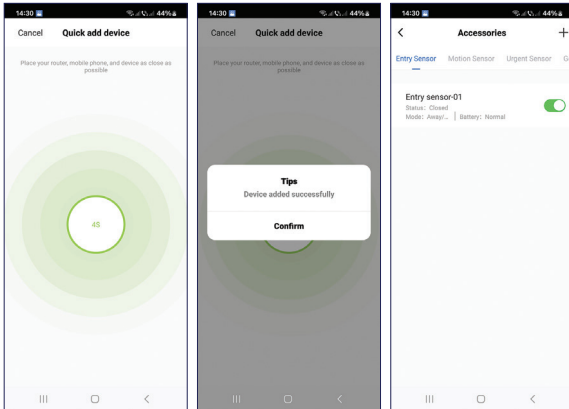 14:30 44%
Cancel Quick add device
Place your router, mobile phone, and device as close as
possible
4S
14:30 44%
Cancel Quick add device
Place your router, mobile phone, and device as close as
possible
Tips
Device added successfully
Confirm
14:30 44%
Accessories +
Entry Sensor Motion Sensor Urgent Sensor G
Entry sensor-01
Status: Closed
Mode: Away/... | Battery: Normal